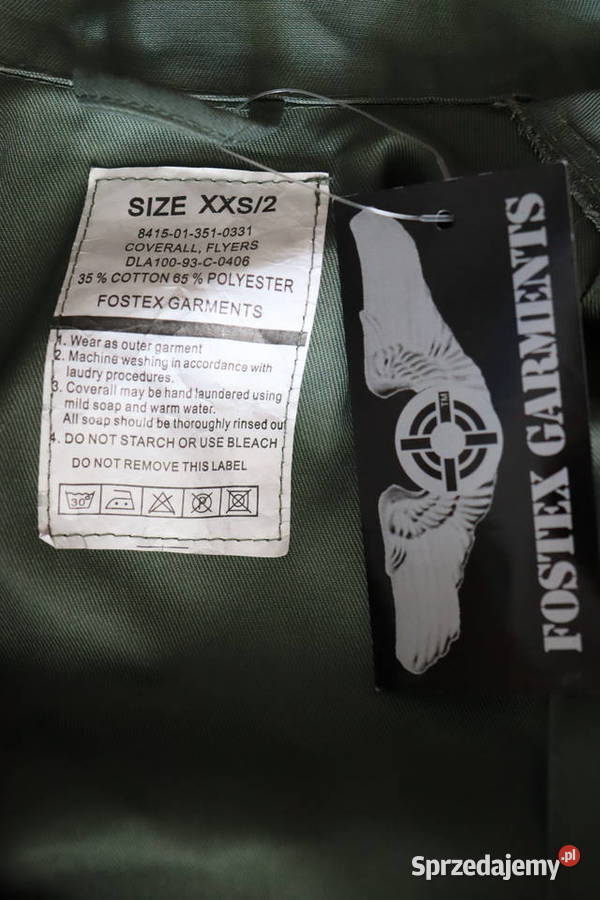 SIZE XXS/2
8415-01-351-0331
COVERALL, FLYERS
DLA100-93-C-0406
35 % COTTON 65 % POLYESTER
FOSTEX GARMENTS
1. Wear as outer garment
2. Machine washing in accordance with
laudry procedures.
3. Coverall may be hand laundered using
mild soap and warm water.
All soap should be thoroughly rinsed out
4. DO NOT STARCH OR USE BLEACH
DO NOT REMOVE THIS LABEL
30°
TM
FOSTEX GARMENTS
Sprzedajemy.pl